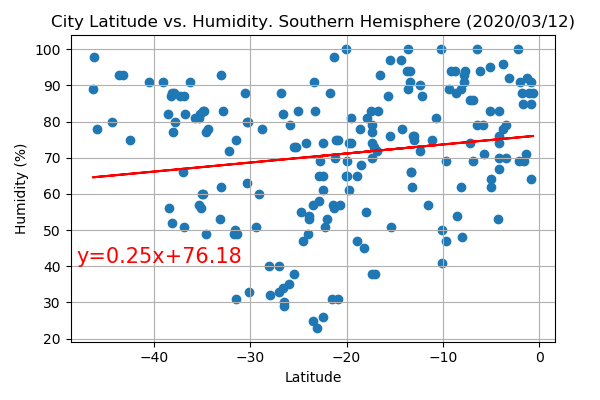 City Latitude vs. Humidity. Southern Hemisphere (2020/03/12)
100
90
80
70
60
50
40
30
20
Humidity (%)
y=0.25x+76.18
−40 −30 −20 −10 0
Latitude